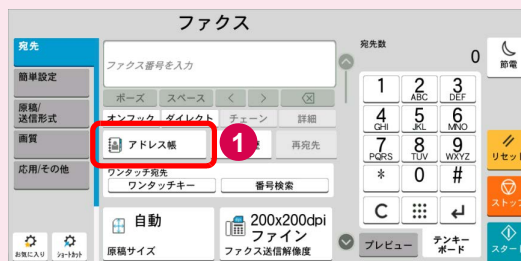 ファクス
宛先
簡単設定
原稿/
送信形式
画質
応用/その他
お気に入り
ショートカット
ファクス番号を入力
ポーズ
スペース
<
>
オンフック
ダイレクト
チェーン
詳細
アドレス帳
1
再宛先
ワンタッチ宛先
ワンタッチキー
番号検索
自動
原稿サイズ
200x200dpi
ファイン
ファクス送信解像度
宛先数
0
1
2
ABC
3
DEF
4
GHI
5
JKL
6
MNO
7
PQRS
8
TUV
9
WXYZ
*
0
#
C
プレビュー
テンキー
ボード
節電
リセット
ストップ
スタート